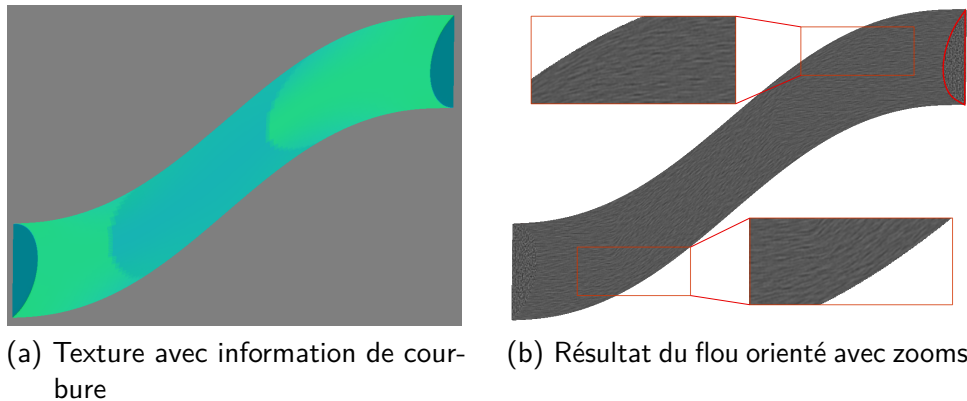 (a) Texture avec information de cour-
bure
(b) Résultat du flou orienté avec zooms